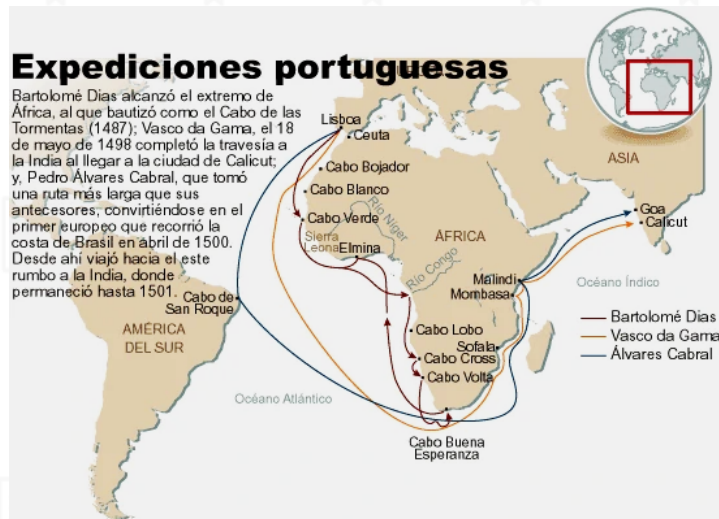 Expediciones portuguesas
Bartolomé Dias alcanzó el extremo de
África, al que bautizó como el Cabo de las
Tormentas (1487); Vasco da Gama, el 18
de mayo de 1498 completó la travesía a
la India al llegar a la ciudad de Calicut;
y, Pedro Álvares Cabral, que tomó
una ruta más larga que sus
antecesores, convirtiéndose en el
primer europeo que recorrió la
costa de Brasil en abril de 1500.
Desde ahí viajó hacia el este
rumbo a la India, donde
permaneció hasta 1501.
Lisboa
Ceuta
Cabo Bojador
Cabo Blanco
Cabo Verde
Sierra
Leona
Elmina
Río Niger
ÁFRICA
Río Congo
ASIA
Goa
Calicut
Malindi
Mombasa
Océano Índico
Cabo de
San Roque
AMÉRICA
DEL SUR
Cabo Lobo
Sofala
Cabo Cross
Cabo Volta
Océano Atlántico
Cabo Buena
Esperanza
Bartolomé Dias
Vasco da Gama
Álvares Cabral